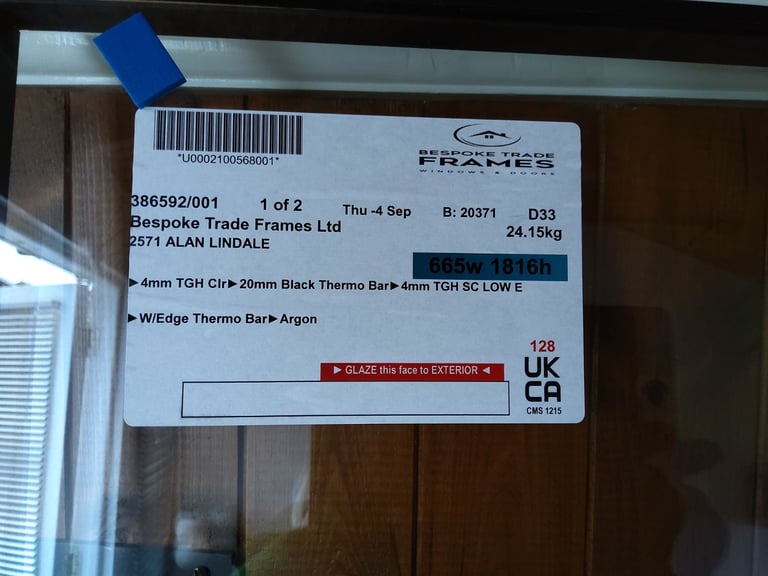 *U0002100568001*
BESPOKE TRADE
FRAMES
WINDOWS & DOORS
386592/001 1 of 2 Thu -4 Sep B: 20371 D33
Bespoke Trade Frames Ltd 24.15kg
2571 ALAN LINDALE
665w 1816h
►4mm TGH Clr►20mm Black Thermo Bar►4mm TGH SC LOW E
►W/Edge Thermo Bar►Argon
128
► GLAZE this face to EXTERIOR ◄
UK
CA
CMS 1215